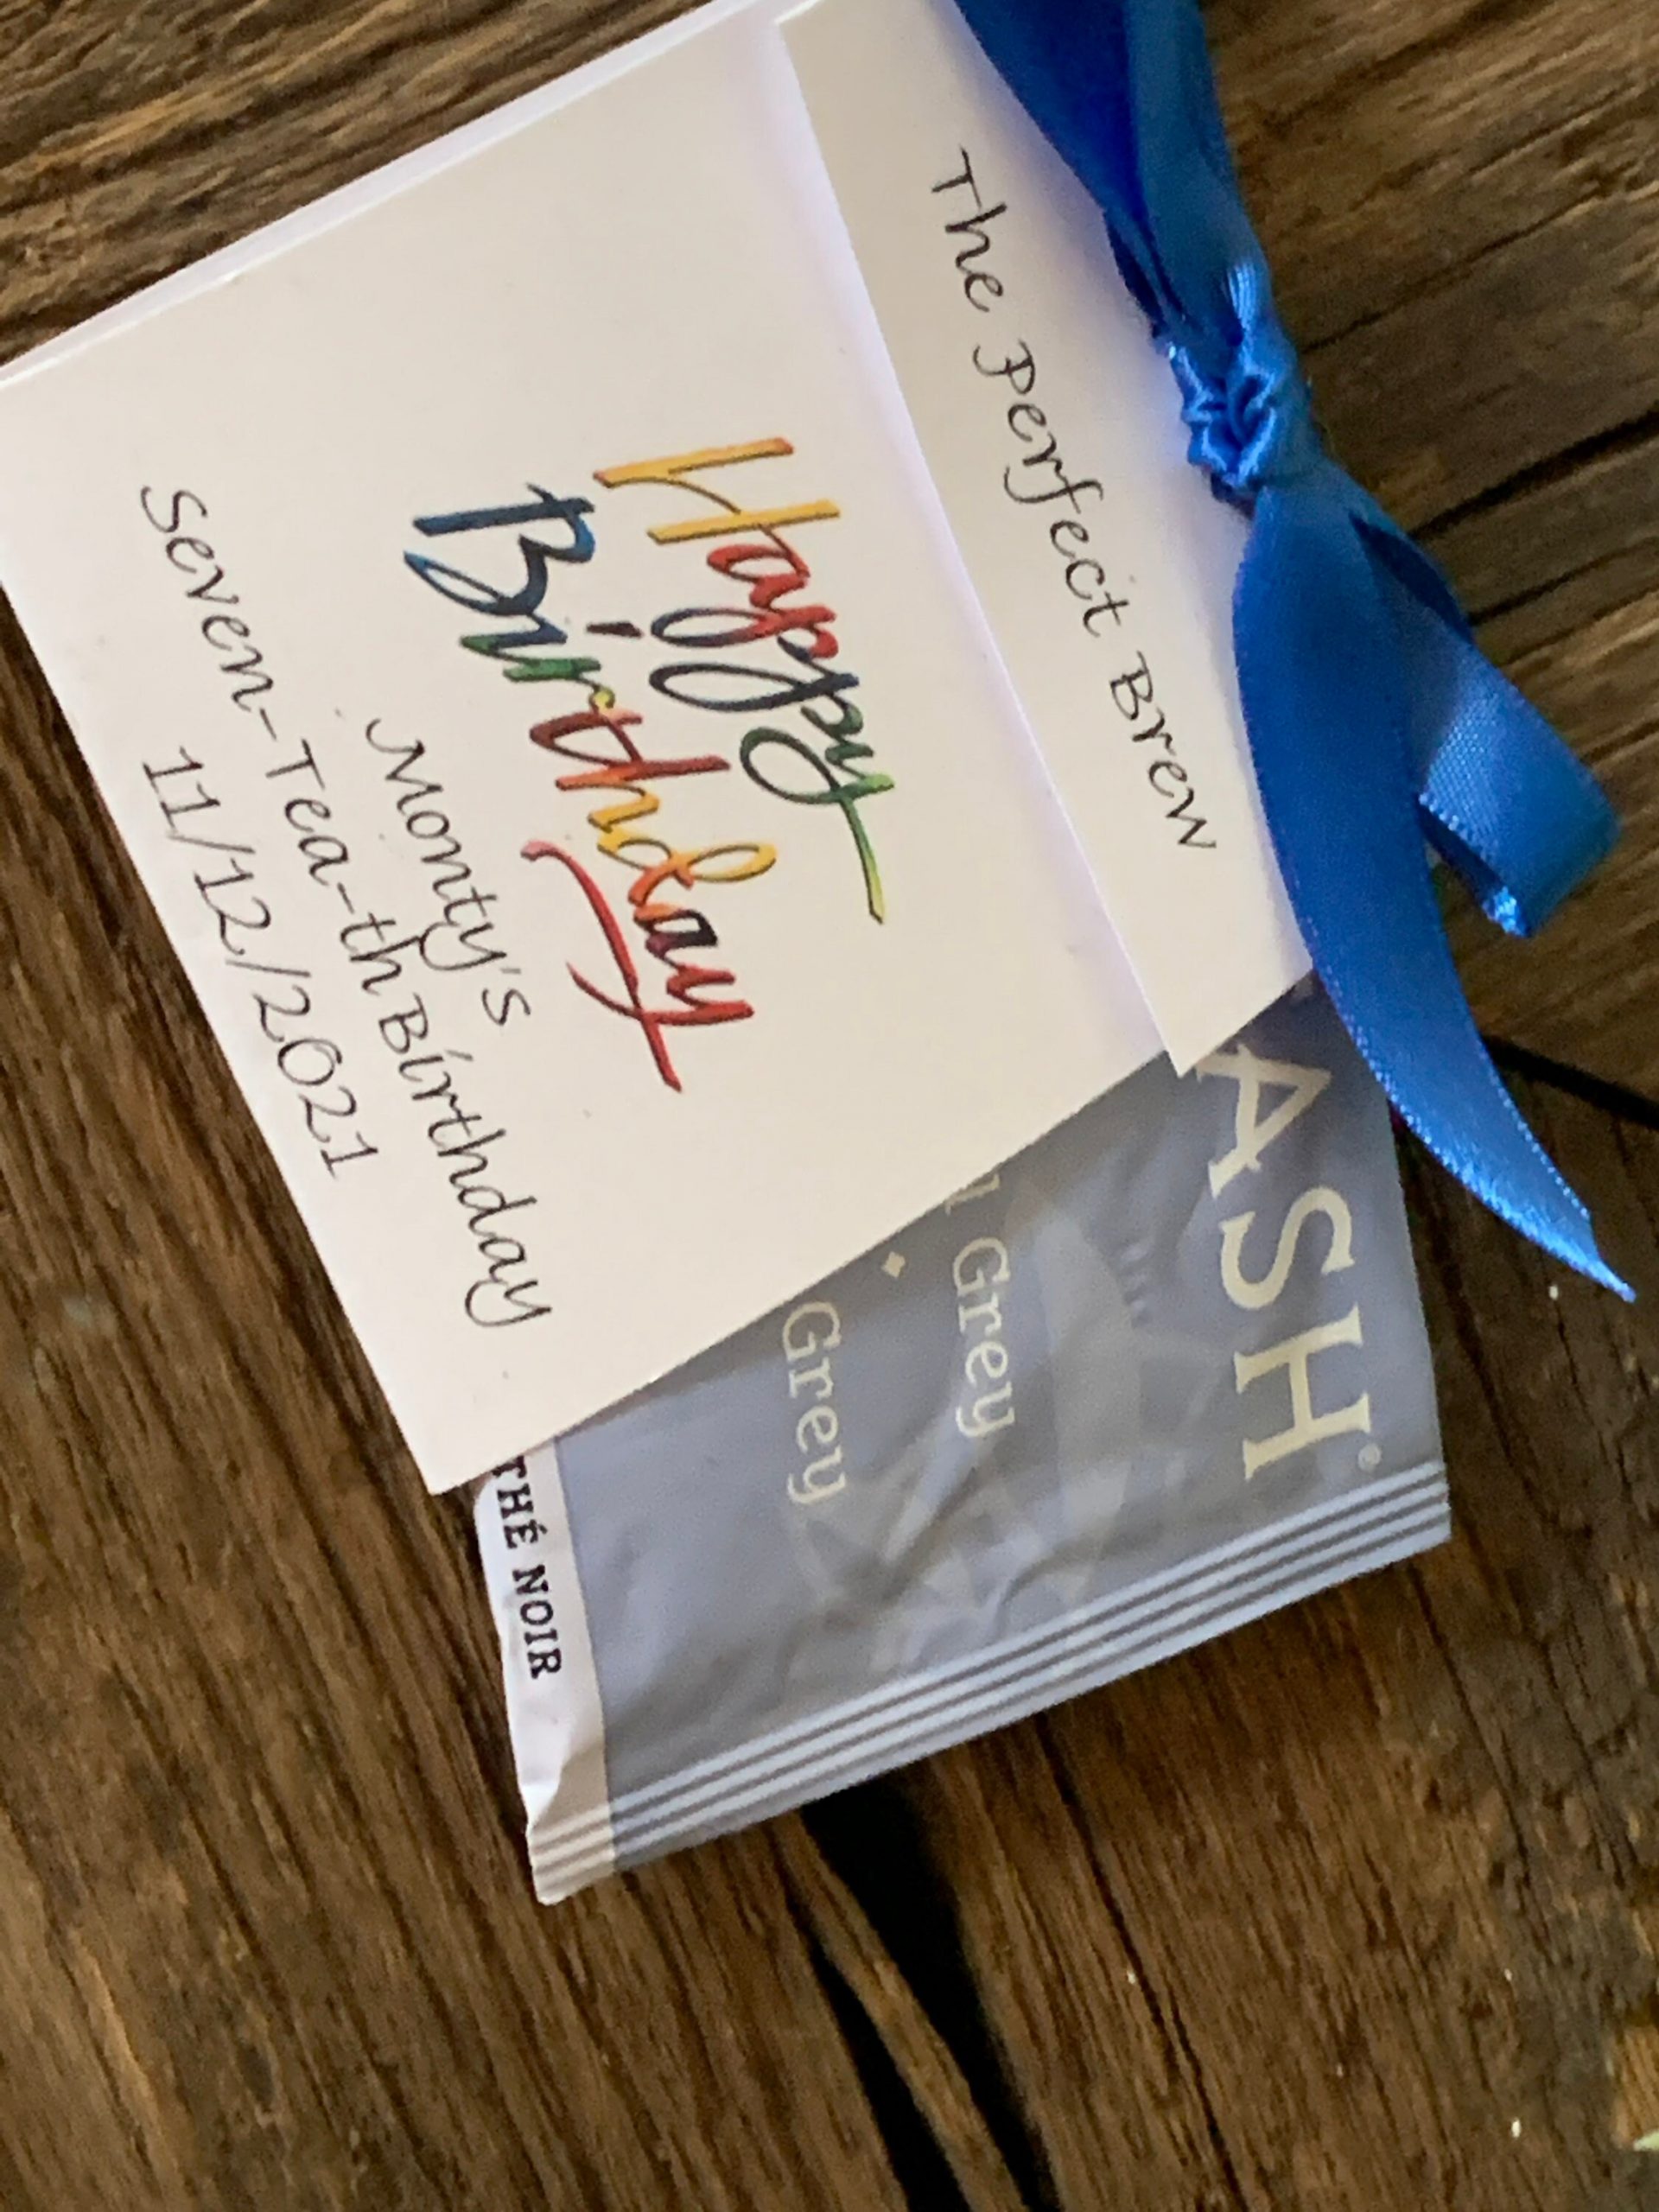 The Perfect Brew
Happy
Birthday
Monty's
Seven-Tea-th Birthday
11/12/2021
ASH®
Grey
Grey
THÉ NOIR